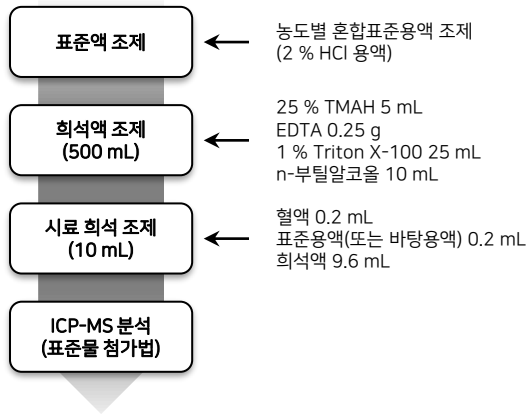 표준액 조제
농도별 혼합표준용액 조제
(2 % HCl 용액)
희석액 조제
(500 mL)
25 % TMAH 5 mL
EDTA 0.25 g
1 % Triton X-100 25 mL
n-부틸알코올 10 mL
시료 희석 조제
(10 mL)
혈액 0.2 mL
표준용액(또는 바탕용액) 0.2 mL
희석액 9.6 mL
ICP-MS 분석
(표준물 첨가법)